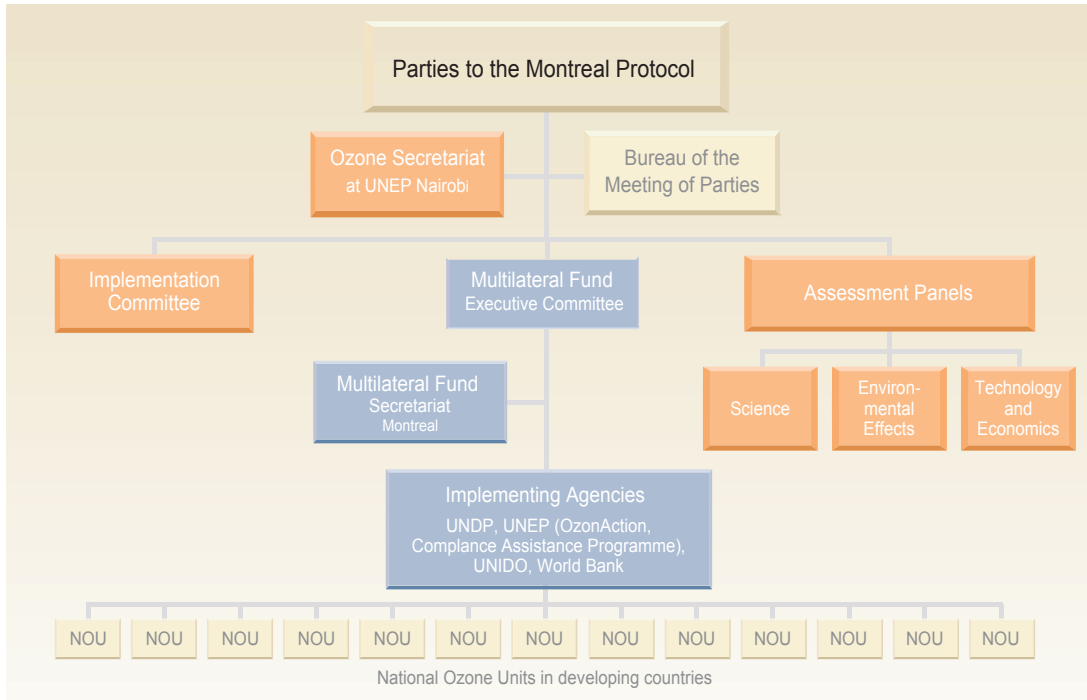 Parties to the Montreal Protocol
Ozone Secretariat
at UNEP Nairobi
Bureau of the
Meeting of Parties
Implementation
Committee
Multilateral Fund
Executive Committee
Assessment Panels
Multilateral Fund
Secretariat
Montreal
Science
Environ-
mental
Effects
Technology
and
Economics
Implementing Agencies
UNDP, UNEP (OzonAction,
Compliance Assistance Programme),
UNIDO, World Bank
NOU NOU NOU NOU NOU NOU NOU NOU NOU NOU NOU NOU NOU
National Ozone Units in developing countries